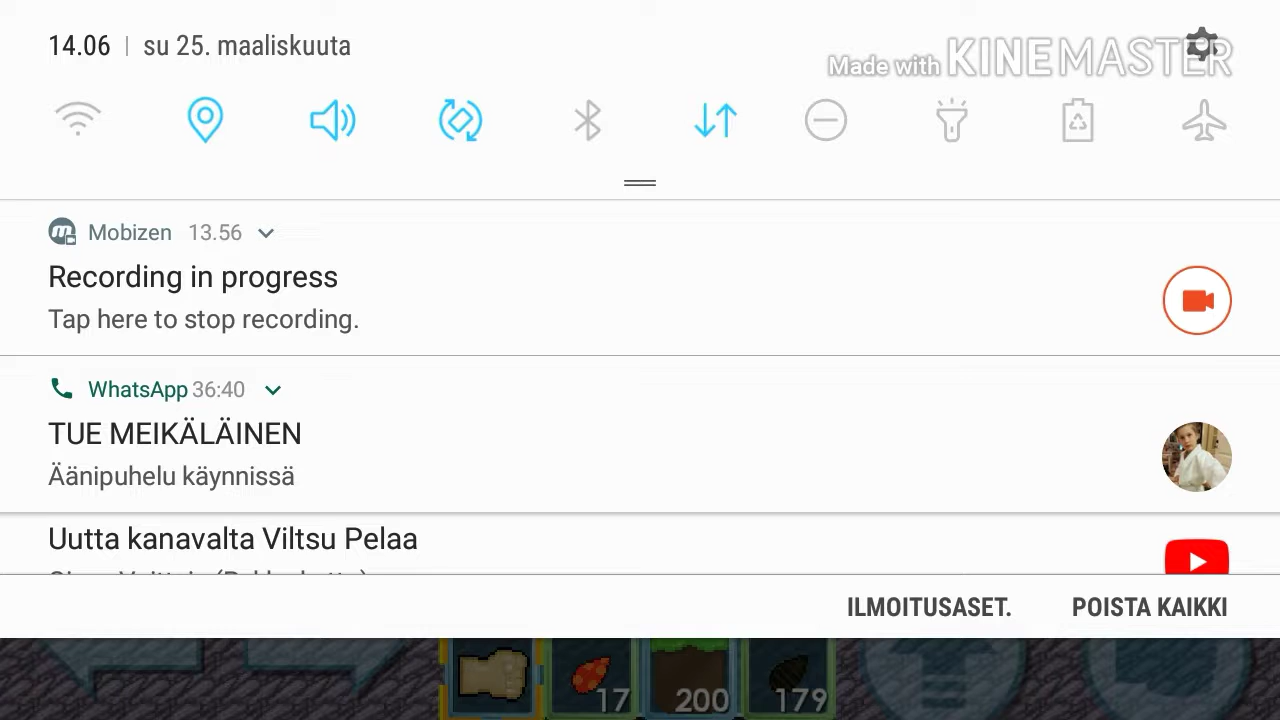 14.06 | su 25. maaliskuuta
Made with KINEMASTER
Mobizen 13.56
Recording in progress
Tap here to stop recording.
WhatsApp 36:40
TUE MEIKÄLÄINEN
Äänipuhelu käynnissä
Uutta kanavalta Viltsu Pelaa
ILMOITUSASET. POISTA KAIKKI
17 200 179